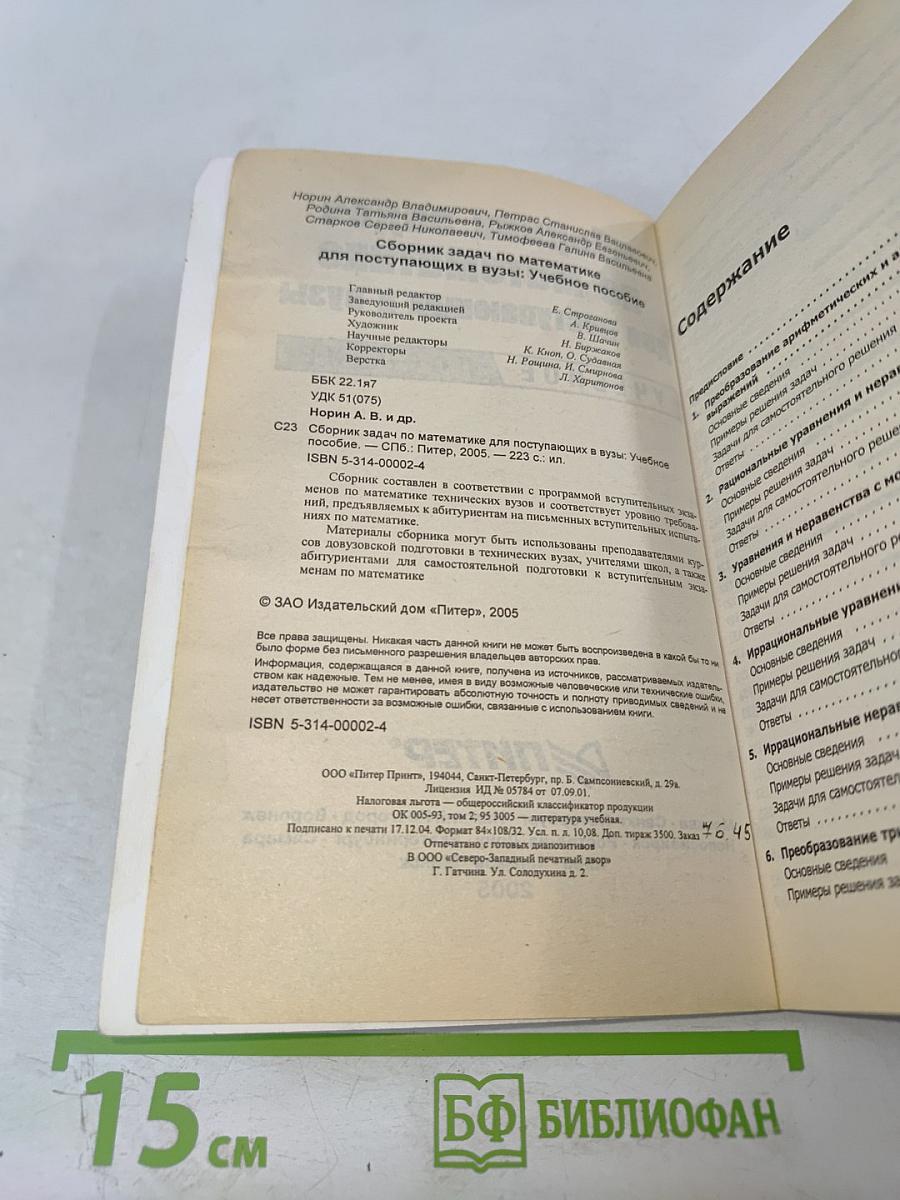 Норин Александр Владимирович, Петрас Станислав Вацлавович,
Родина Татьяна Васильевна, Рыжков Александр Евгеньевич,
Старков Сергей Николаевич, Тимофеева Галина Васильевна
Сборник задач по математике
для поступающих в вузы: Учебное пособие
Главный редактор Е. Строганова
Заведующий редакцией А. Кривцов
Руководитель проекта В. Шачин
Художник Н. Биржаков
Научные редакторы К. Кноп, О. Судавная
Корректоры Н. Рощина, И. Смирнова
Верстка Л. Харитонов
ББК 22.1я7
УДК 51(075)
Норин А. В. и др.
С23 Сборник задач по математике для поступающих в вузы: Учебное
пособие. — СПб.: Питер, 2005. — 223 с.: ил.
ISBN 5-314-00002-4
Сборник составлен в соответствии с программой вступительных экза-
менов по математике технических вузов и соответствует уровню требова-
ний, предъявляемых к абитуриентам на письменных вступительных испыта-
ниях по математике.
Материалы сборника могут быть использованы преподавателями кур-
сов довузовской подготовки в технических вузах, учителями школ, а также
абитуриентами для самостоятельной подготовки к вступительным экза-
менам по математике
© ЗАО Издательский дом «Питер», 2005
Все права защищены. Никакая часть данной книги не может быть воспроизведена в какой бы то ни
было форме без письменного разрешения владельцев авторских прав.
Информация, содержащаяся в данной книге, получена из источников, рассматриваемых издатель-
ством как надежные. Тем не менее, имея в виду возможные человеческие или технические ошибки,
издательство не может гарантировать абсолютную точность и полноту приводимых сведений и не
несет ответственности за возможные ошибки, связанные с использованием книги.
ISBN 5-314-00002-4
ООО «Питер Принт», 194044, Санкт-Петербург, пр. Б. Сампсониевский, д. 29а.
Лицензия ИД № 05784 от 07.09.01.
Налоговая льгота — общероссийский классификатор продукции
ОК 005-93, том 2; 95 3005 — литература учебная.
Подписано к печати 17.12.04. Формат 84×108/32. Усл. п. л. 10,08. Доп. тираж 3500. Заказ 7645
Отпечатано с готовых диапозитивов
В ООО «Северо-Западный печатный двор»
Г. Гатчина. Ул. Солодухина д. 2.
Содержание
Предисловие
1. Преобразование арифметических и а
выражений
Основные сведения
Примеры решения задач
Задачи для самостоятельного решения
Ответы
2. Рациональные уравнения и нерав
Основные сведения
Примеры решения задач
Задачи для самостоятельного реше
Ответы
3. Уравнения и неравенства с мо
Основные сведения
Примеры решения задач
Задачи для самостоятельного ре
Ответы
4. Иррациональные уравнени
Основные сведения
Примеры решения задач
Задачи для самостоятельного
Ответы
5. Иррациональные нерав
Основные сведения
Примеры решения задач
Задачи для самостоятел
Ответы
6. Преобразование три
Основные сведения
Примеры решения за
15 см
БФ БИБЛИОФАН